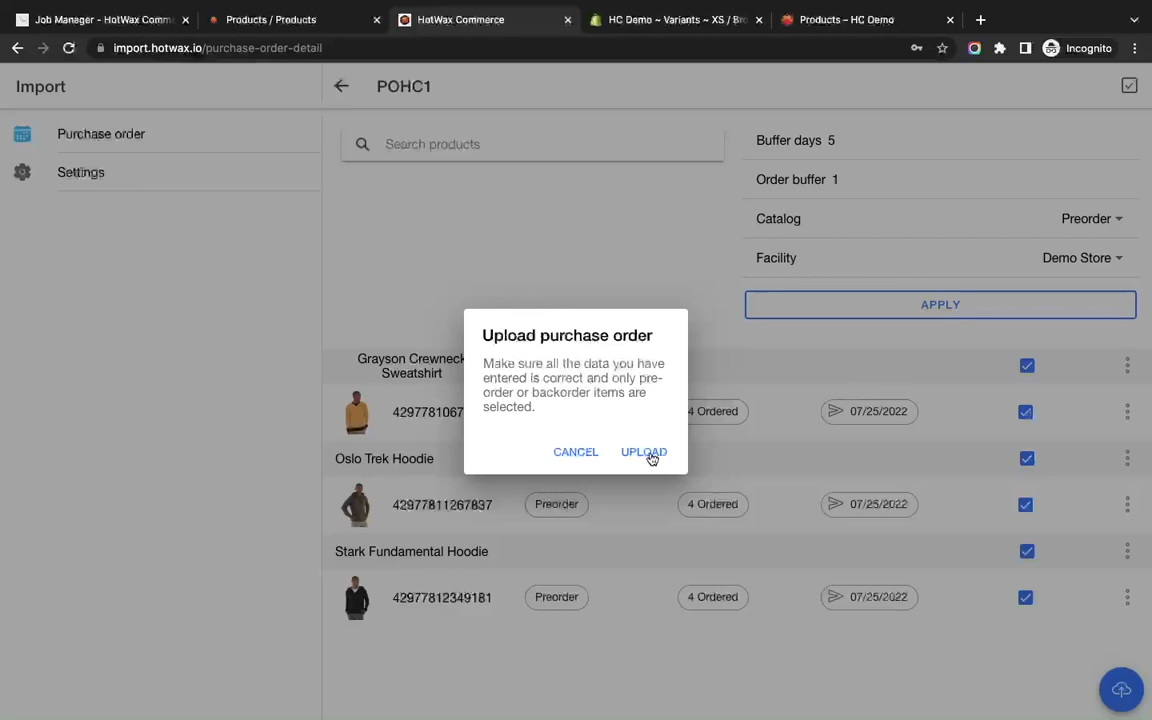 Job Manager - HotWax Comme
Products / Products
HotWax Commerce
HC Demo ~ Variants ~ XS / Bro
Products – HC Demo
import.hotwax.io/purchase-order-detail
Incognito
Import
POHC1
Purchase order
Settings
Search products
Buffer days 5
Order buffer 1
Catalog
Preorder
Facility
Demo Store
APPLY
Upload purchase order
Make sure all the data you have
entered is correct and only pre-
order or backorder items are
selected.
CANCEL
UPLOAD
Grayson Crewneck
Sweatshirt
4297781067
4 Ordered
07/25/2022
Oslo Trek Hoodie
42977811267837
Preorder
4 Ordered
07/25/2022
Stark Fundamental Hoodie
42977812349181
Preorder
4 Ordered
07/25/2022